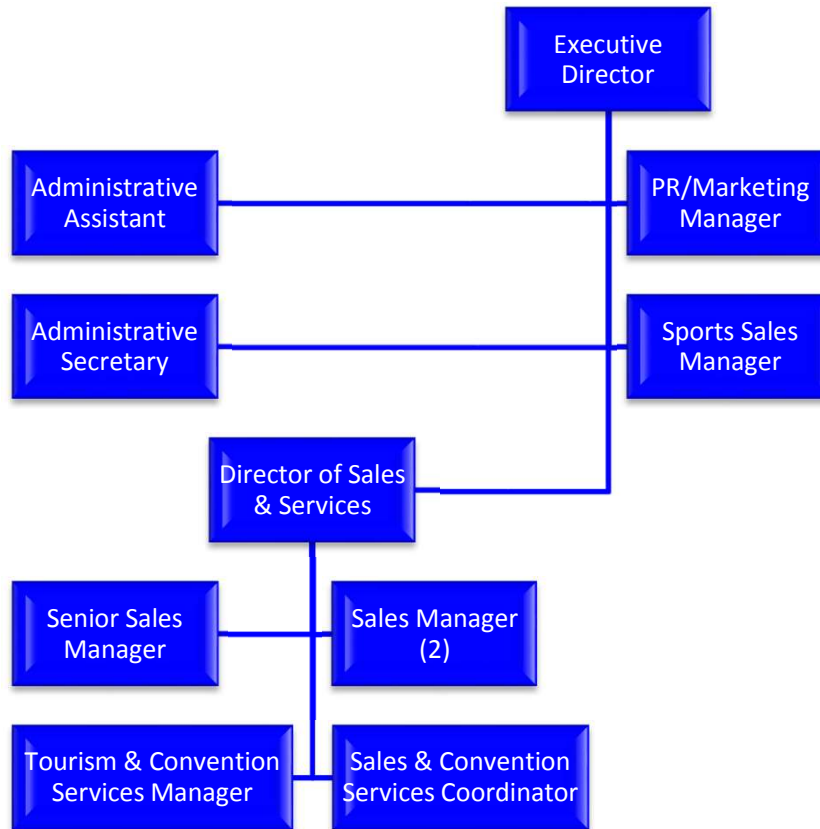 Executive
Director
Administrative
Assistant
PR/Marketing
Manager
Administrative
Secretary
Sports Sales
Manager
Director of Sales
& Services
Senior Sales
Manager
Sales Manager
(2)
Tourism & Convention
Services Manager
Sales & Convention
Services Coordinator